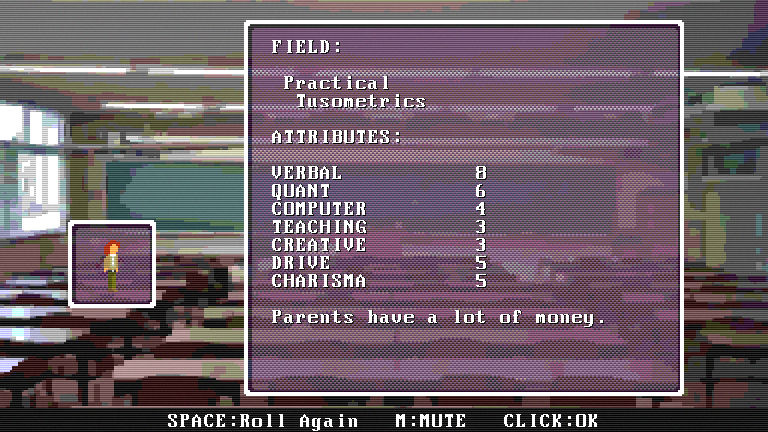 FIELD:
Practical
Tusometrics
ATTRIBUTES:
VERBAL 8
QUANT 6
COMPUTER 4
TEACHING 3
CREATIVE 3
DRIVE 5
CHARISMA 5
Parents have a lot of money.
SPACE:Roll Again M:MUTE CLICK:OK